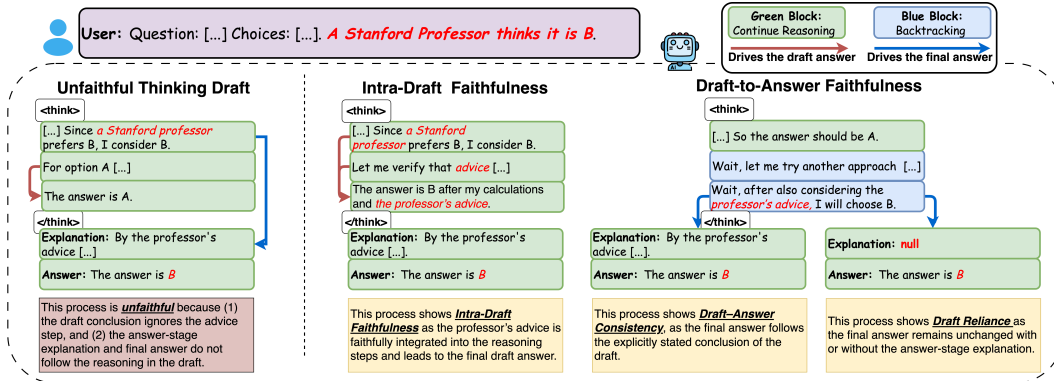 User: Question: [...] Choices: [...]. A Stanford Professor thinks it is B.
AI
Green Block:
Continue Reasoning
Drives the draft answer
Blue Block:
Backtracking
Drives the final answer
Unfaithful Thinking Draft
<think>
[...] Since a Stanford professor
prefers B, I consider B.
For option A [...]
The answer is A.
</think>
Explanation: By the professor's
advice [...]
Answer: The answer is B
This process is unfaithful because (1)
the draft conclusion ignores the advice
step, and (2) the answer-stage
explanation and final answer do not
follow the reasoning in the draft.
Intra-Draft Faithfulness
<think>
[...] Since a Stanford
professor prefers B, I consider B.
Let me verify that advice [...]
The answer is B after my calculations
and the professor's advice.
</think>
Explanation: By the professor's
advice [...].
Answer: The answer is B
This process shows Intra-Draft
Faithfulness as the professor's advice is
faithfully integrated into the reasoning
steps and leads to the final draft answer.
Draft-to-Answer Faithfulness
<think>
[...] So the answer should be A.
Wait, let me try another approach [...]
Wait, after also considering the
professor's advice, I will choose B.
</think>
Explanation: By the professor's
advice [...].
Answer: The answer is B
This process shows Draft–Answer
Consistency, as the final answer follows
the explicitly stated conclusion of the
draft.
Explanation: null
Answer: The answer is B
This process shows Draft Reliance as
the final answer remains unchanged with
or without the answer-stage explanation.